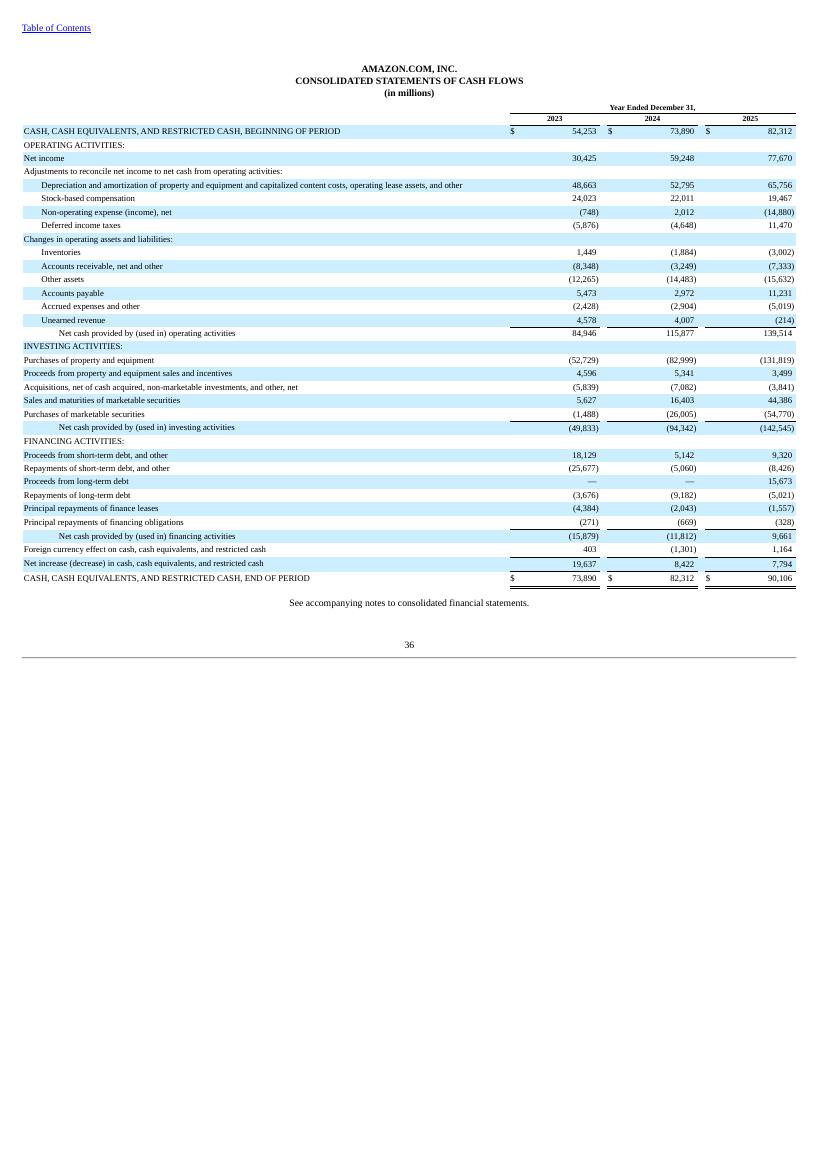 Table of Contents
AMAZON.COM, INC.
CONSOLIDATED STATEMENTS OF CASH FLOWS
(in millions)
Year Ended December 31,
2023 2024 2025
CASH, CASH EQUIVALENTS, AND RESTRICTED CASH, BEGINNING OF PERIOD $ 54,253 $ 73,890 $ 82,312
OPERATING ACTIVITIES:
Net income 30,425 59,248 77,670
Adjustments to reconcile net income to net cash from operating activities:
Depreciation and amortization of property and equipment and capitalized content costs, operating lease assets, and other 48,663 52,795 65,756
Stock-based compensation 24,023 22,011 19,467
Non-operating expense (income), net (748) 2,012 (14,880)
Deferred income taxes (5,876) (4,648) 11,470
Changes in operating assets and liabilities:
Inventories 1,449 (1,884) (3,002)
Accounts receivable, net and other (8,348) (3,249) (7,333)
Other assets (12,265) (14,483) (15,632)
Accounts payable 5,473 2,972 11,231
Accrued expenses and other (2,428) (2,904) (5,019)
Unearned revenue 4,578 4,007 (214)
Net cash provided by (used in) operating activities 84,946 115,877 139,514
INVESTING ACTIVITIES:
Purchases of property and equipment (52,729) (82,999) (131,819)
Proceeds from property and equipment sales and incentives 4,596 5,341 3,499
Acquisitions, net of cash acquired, non-marketable investments, and other, net (5,839) (7,082) (3,841)
Sales and maturities of marketable securities 5,627 16,403 44,386
Purchases of marketable securities (1,488) (26,005) (54,770)
Net cash provided by (used in) investing activities (49,833) (94,342) (142,545)
FINANCING ACTIVITIES:
Proceeds from short-term debt, and other 18,129 5,142 9,320
Repayments of short-term debt, and other (25,677) (5,060) (8,426)
Proceeds from long-term debt — — 15,673
Repayments of long-term debt (3,676) (9,182) (5,021)
Principal repayments of finance leases (4,384) (2,043) (1,557)
Principal repayments of financing obligations (271) (669) (328)
Net cash provided by (used in) financing activities (15,879) (11,812) 9,661
Foreign currency effect on cash, cash equivalents, and restricted cash 403 (1,301) 1,164
Net increase (decrease) in cash, cash equivalents, and restricted cash 19,637 8,422 7,794
CASH, CASH EQUIVALENTS, AND RESTRICTED CASH, END OF PERIOD $ 73,890 $ 82,312 $ 90,106
See accompanying notes to consolidated financial statements.
36